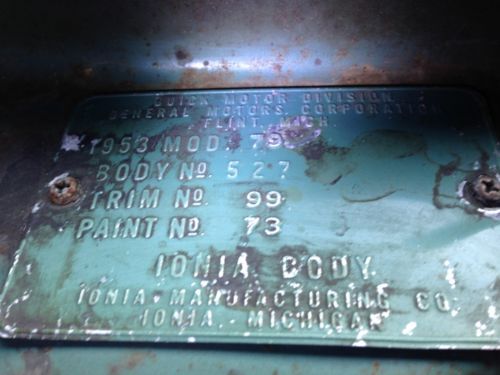 BUICK MOTOR DIVISION
GENERAL MOTORS CORPORATION
FLINT, MICH.
1953 MOD. 79
BODY No. 527
TRIM No. 99
PAINT No. 73
IONIA BODY
IONIA MANUFACTURING CO.
IONIA, MICHIGAN